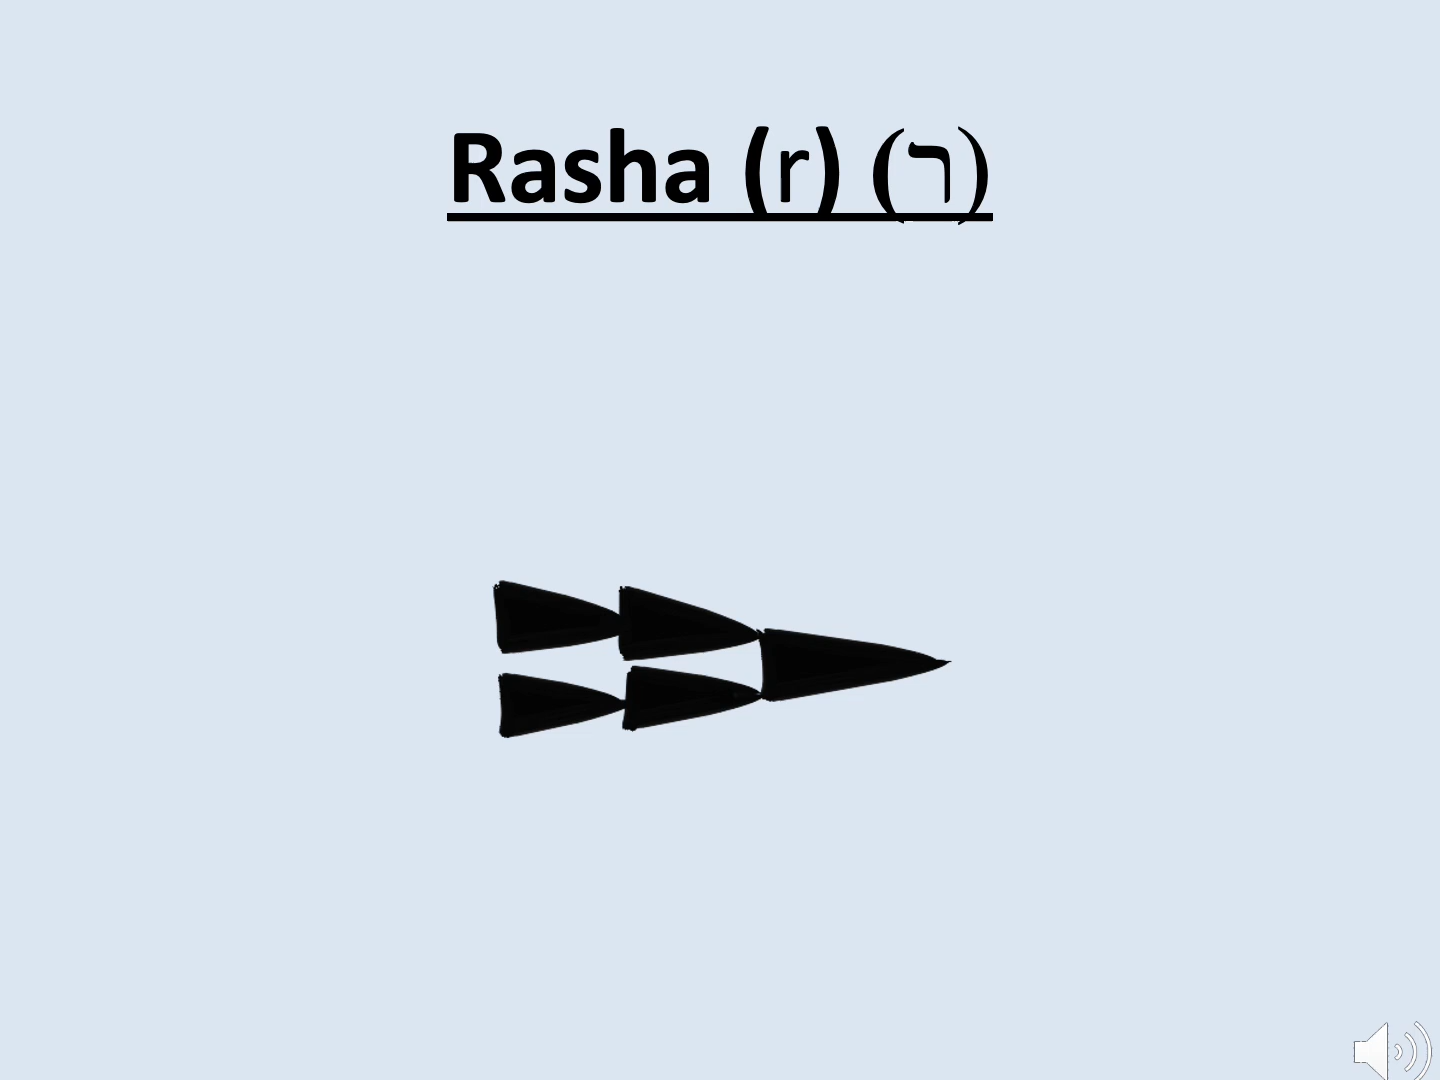 Rasha (r) (ר)
𐎗